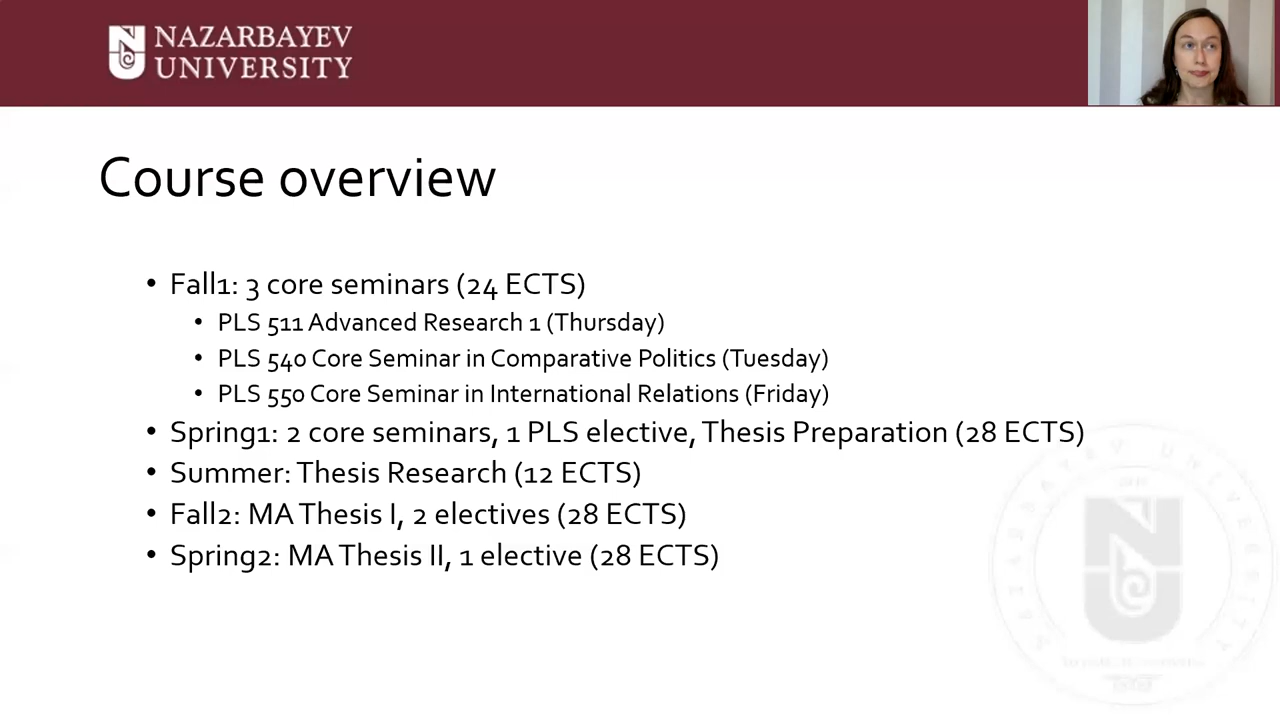 NAZARBAYEV
UNIVERSITY
Course overview
• Fall1: 3 core seminars (24 ECTS)
• PLS 511 Advanced Research 1 (Thursday)
• PLS 540 Core Seminar in Comparative Politics (Tuesday)
• PLS 550 Core Seminar in International Relations (Friday)
• Spring1: 2 core seminars, 1 PLS elective, Thesis Preparation (28 ECTS)
• Summer: Thesis Research (12 ECTS)
• Fall2: MA Thesis I, 2 electives (28 ECTS)
• Spring2: MA Thesis II, 1 elective (28 ECTS)
NAZARBAYEV UNIVERSITY